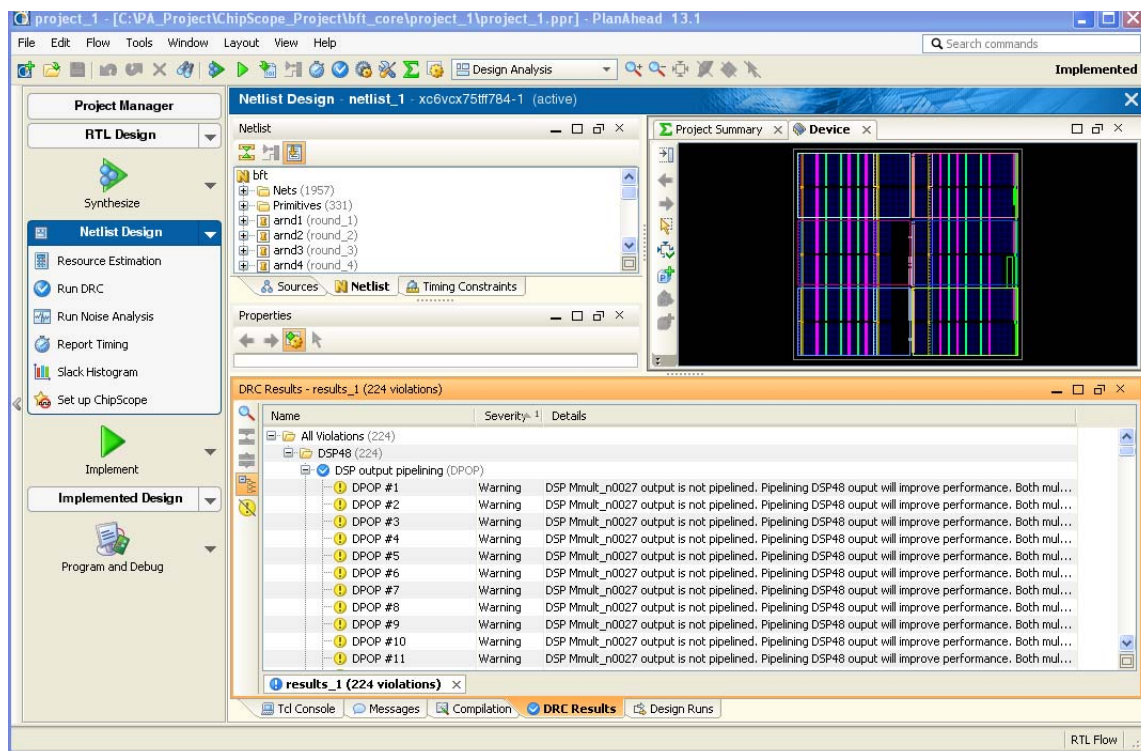 project_1 - [C:\PA_Project\ChipScope_Project\bft_core\project_1\project_1.ppr] - PlanAhead 13.1
File Edit Flow Tools Window Layout View Help
Search commands
Design Analysis
Implemented
Project Manager
RTL Design
Synthesize
Netlist Design
Resource Estimation
Run DRC
Run Noise Analysis
Report Timing
Slack Histogram
Set up ChipScope
Implement
Implemented Design
Program and Debug
Netlist Design - netlist_1 - xc6vcx75tff784-1 (active)
Netlist
bft
Nets (1957)
Primitives (331)
arnd1 (round_1)
arnd2 (round_2)
arnd3 (round_3)
arnd4 (round_4)
Sources Netlist Timing Constraints
Properties
Project Summary Device
DRC Results - results_1 (224 violations)
Name Severity 1 Details
All Violations (224)
DSP48 (224)
DSP output pipelining (DPOP)
DPOP #1 Warning DSP Mmult_n0027 output is not pipelined. Pipelining DSP48 ouput will improve performance. Both mul...
DPOP #2 Warning DSP Mmult_n0027 output is not pipelined. Pipelining DSP48 ouput will improve performance. Both mul...
DPOP #3 Warning DSP Mmult_n0027 output is not pipelined. Pipelining DSP48 ouput will improve performance. Both mul...
DPOP #4 Warning DSP Mmult_n0027 output is not pipelined. Pipelining DSP48 ouput will improve performance. Both mul...
DPOP #5 Warning DSP Mmult_n0027 output is not pipelined. Pipelining DSP48 ouput will improve performance. Both mul...
DPOP #6 Warning DSP Mmult_n0027 output is not pipelined. Pipelining DSP48 ouput will improve performance. Both mul...
DPOP #7 Warning DSP Mmult_n0027 output is not pipelined. Pipelining DSP48 ouput will improve performance. Both mul...
DPOP #8 Warning DSP Mmult_n0027 output is not pipelined. Pipelining DSP48 ouput will improve performance. Both mul...
DPOP #9 Warning DSP Mmult_n0027 output is not pipelined. Pipelining DSP48 ouput will improve performance. Both mul...
DPOP #10 Warning DSP Mmult_n0027 output is not pipelined. Pipelining DSP48 ouput will improve performance. Both mul...
DPOP #11 Warning DSP Mmult_n0027 output is not pipelined. Pipelining DSP48 ouput will improve performance. Both mul...
results_1 (224 violations)
Tcl Console Messages Compilation DRC Results Design Runs
RTL Flow